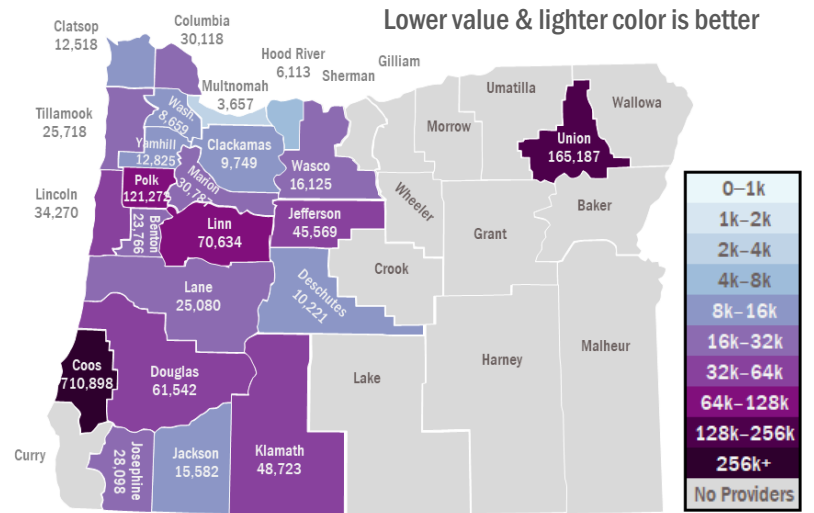 Lower value & lighter color is better
Clatsop
12,518
Columbia
30,118
Hood River
6,113
Sherman
Gilliam
Multnomah
3,657
Umatilla
Wallowa
Tillamook
25,718
Wash.
8,659
Yamhill
12,825
Clackamas
9,749
Morrow
Union
165,187
Wasco
16,125
Marion
30,787
Polk
121,272
Lincoln
34,270
Wheeler
Baker
Benton
23,766
Linn
70,634
Jefferson
45,569
Grant
Crook
Lane
25,080
Deschutes
10,221
Malheur
Harney
Coos
710,898
Douglas
61,542
Lake
Curry
Josephine
28,098
Jackson
15,582
Klamath
48,723
0–1k
1k–2k
2k–4k
4k–8k
8k–16k
16k–32k
32k–64k
64k–128k
128k–256k
256k+
No Providers